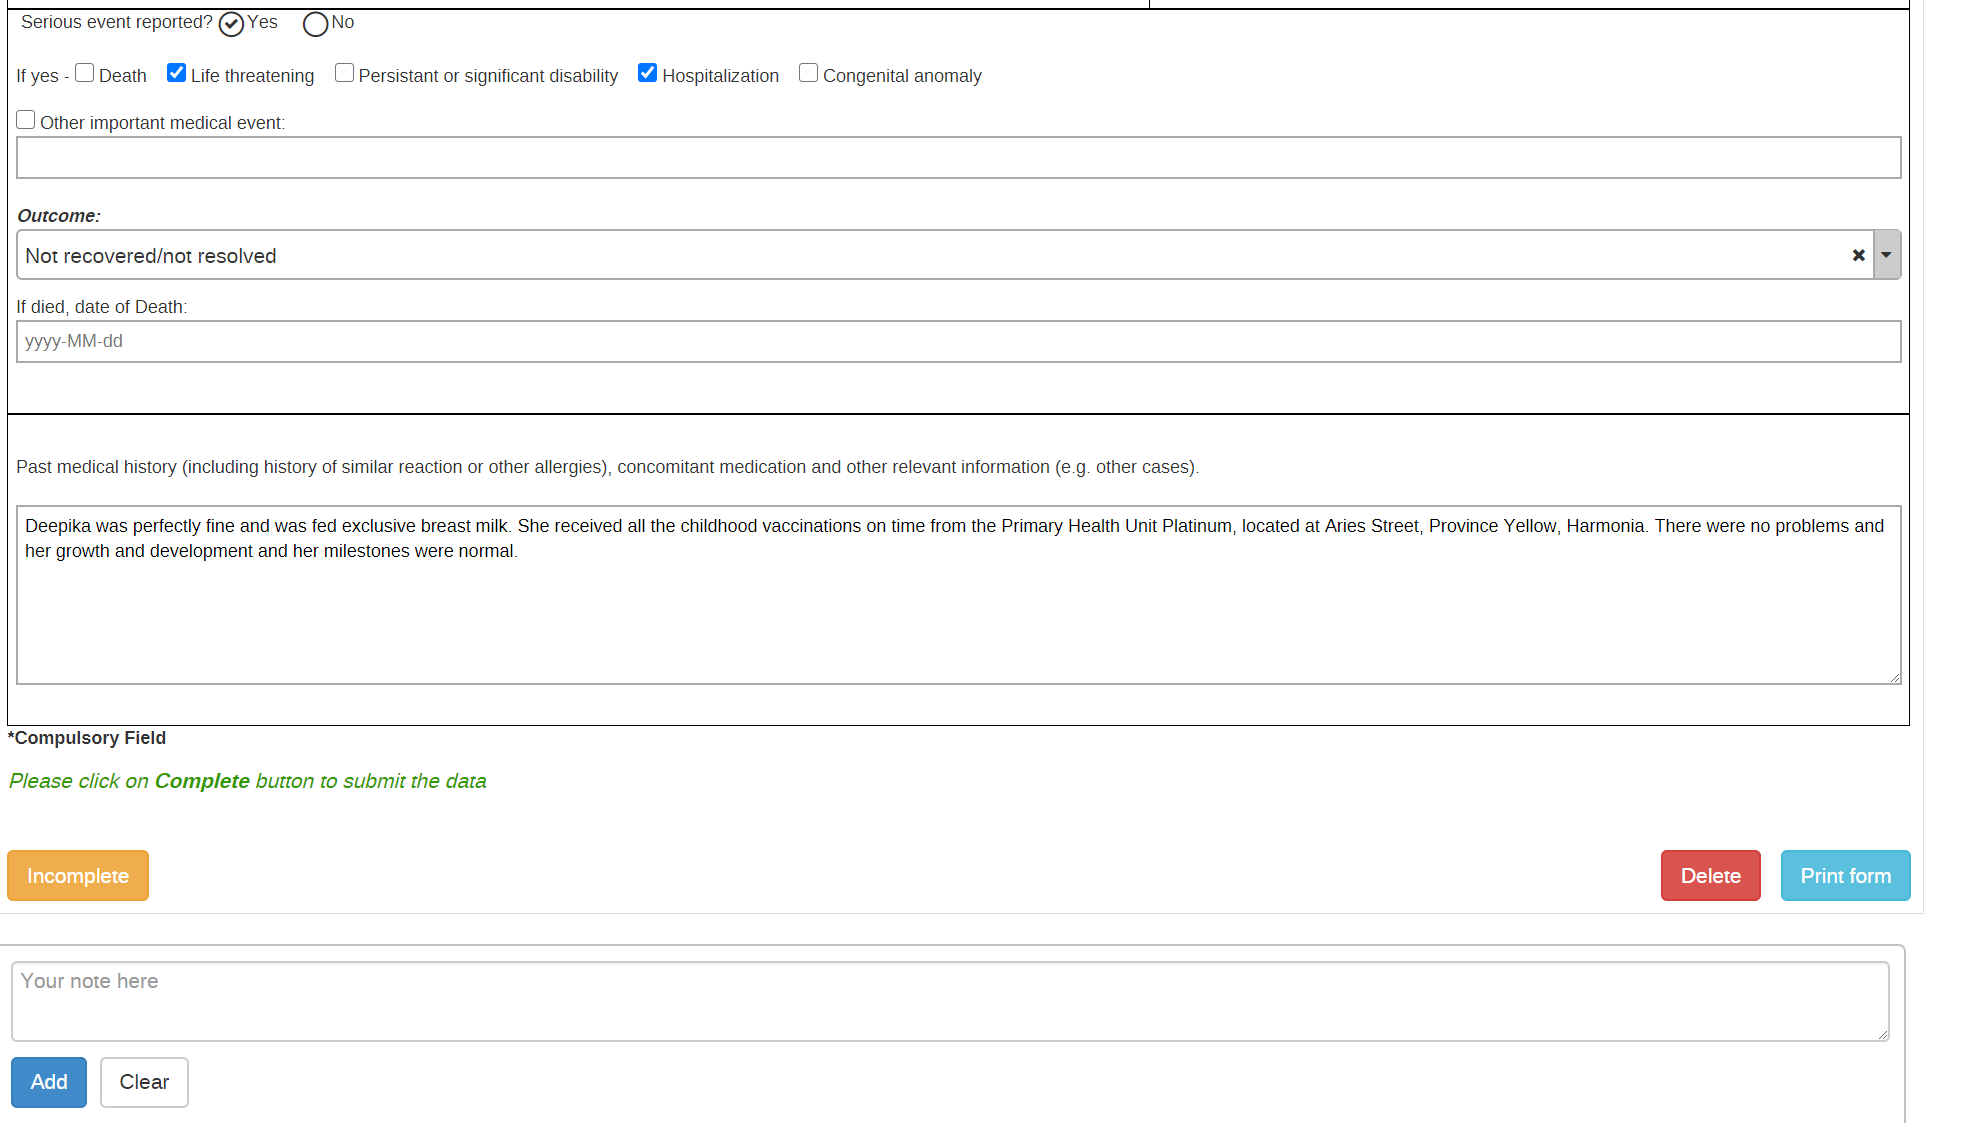 Serious event reported? Yes No
If yes - Death Life threatening Persistant or significant disability Hospitalization Congenital anomaly
Other important medical event:
Outcome:
Not recovered/not resolved
If died, date of Death:
yyyy-MM-dd
Past medical history (including history of similar reaction or other allergies), concomitant medication and other relevant information (e.g. other cases).
Deepika was perfectly fine and was fed exclusive breast milk. She received all the childhood vaccinations on time from the Primary Health Unit Platinum, located at Aries Street, Province Yellow, Harmonia. There were no problems and
her growth and development and her milestones were normal.
*Compulsory Field
Please click on Complete button to submit the data
Incomplete Delete Print form
Your note here
Add Clear